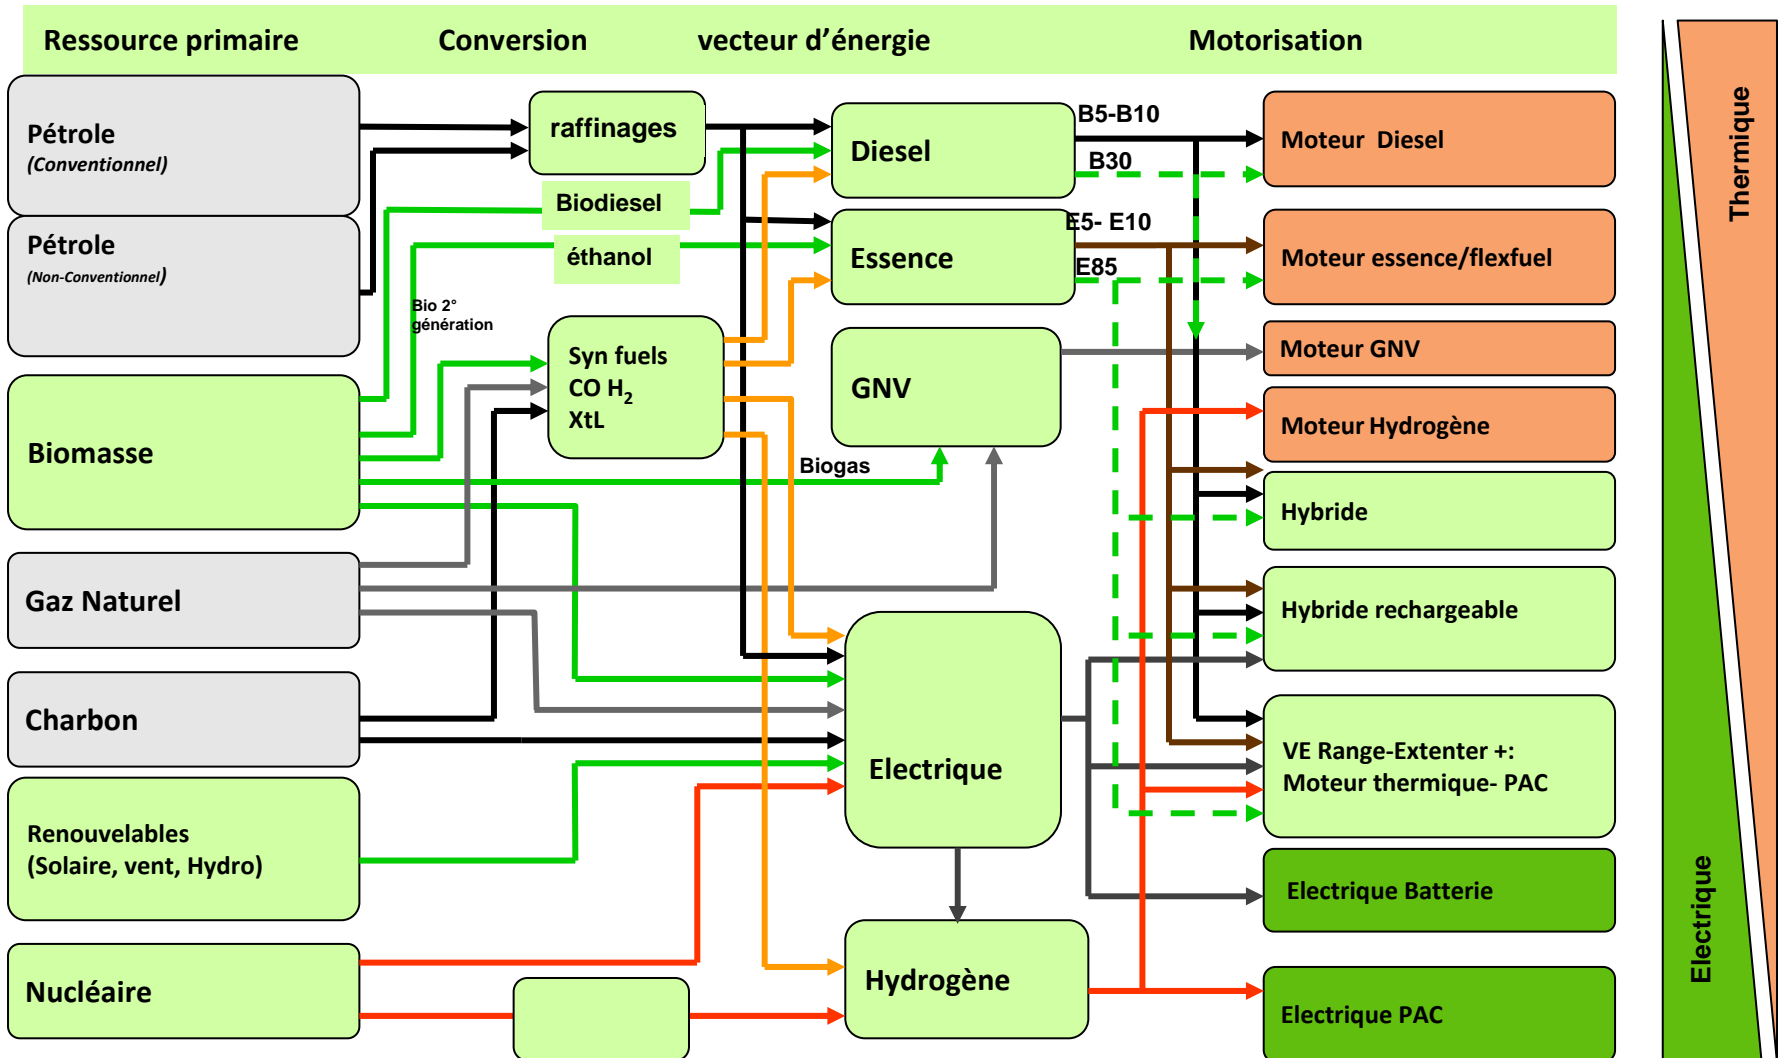 Ressource primaire
Conversion
vecteur d’énergie
Motorisation
Pétrole
(Conventionnel)
Pétrole
(Non-Conventionnel)
Biomasse
Gaz Naturel
Charbon
Renouvelables
(Solaire, vent, Hydro)
Nucléaire
raffinages
Biodiesel
éthanol
Bio 2°
génération
Syn fuels
CO H2
XtL
Biogas
Diesel
Essence
GNV
Electrique
Hydrogène
B5-B10
B30
E5- E10
E85
Moteur Diesel
Moteur essence/flexfuel
Moteur GNV
Moteur Hydrogène
Hybride
Hybride rechargeable
VE Range-Extenter +:
Moteur thermique- PAC
Electrique Batterie
Electrique PAC
Thermique
Electrique